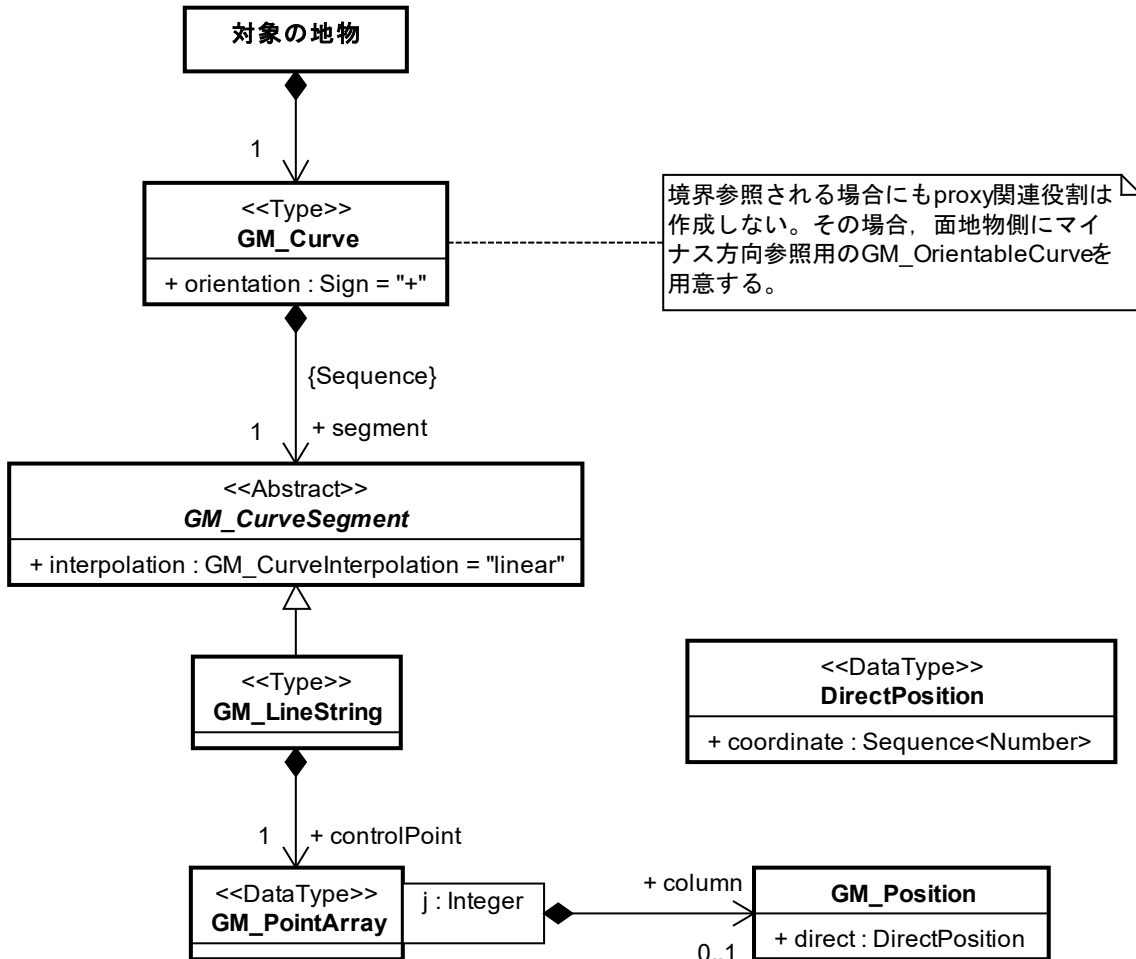 対象の地物
1
<<Type>>
GM_Curve
+ orientation : Sign = "+"
境界参照される場合にもproxy関連役割は
作成しない。その場合，面地物側にマイ
ナス方向参照用のGM_OrientableCurveを
用意する。
{Sequence}
1
+ segment
<<Abstract>>
GM_CurveSegment
+ interpolation : GM_CurveInterpolation = "linear"
<<Type>>
GM_LineString
<<DataType>>
DirectPosition
+ coordinate : Sequence<Number>
1
+ controlPoint
<<DataType>>
GM_PointArray
j : Integer
+ column
0..1
GM_Position
+ direct : DirectPosition